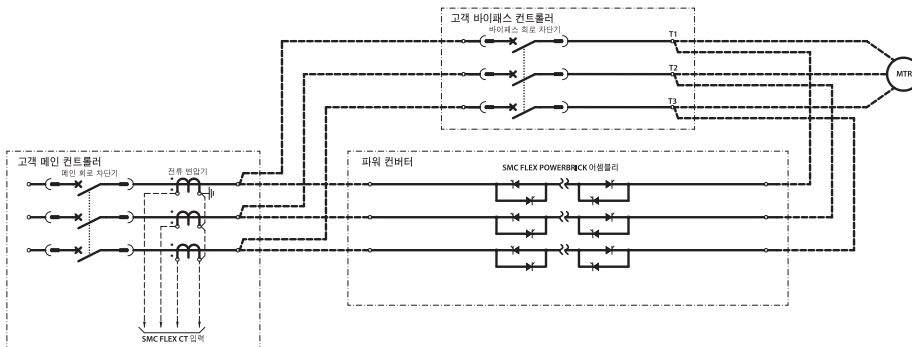 고객 바이패스 컨트롤러
바이패스 회로 차단기
T1
T2
T3
MTR
고객 메인 컨트롤러
메인 회로 차단기
전류 변압기
SMC FLEX CT 입력
파워 컨버터
SMC FLEX POWERBRICK 어셈블리